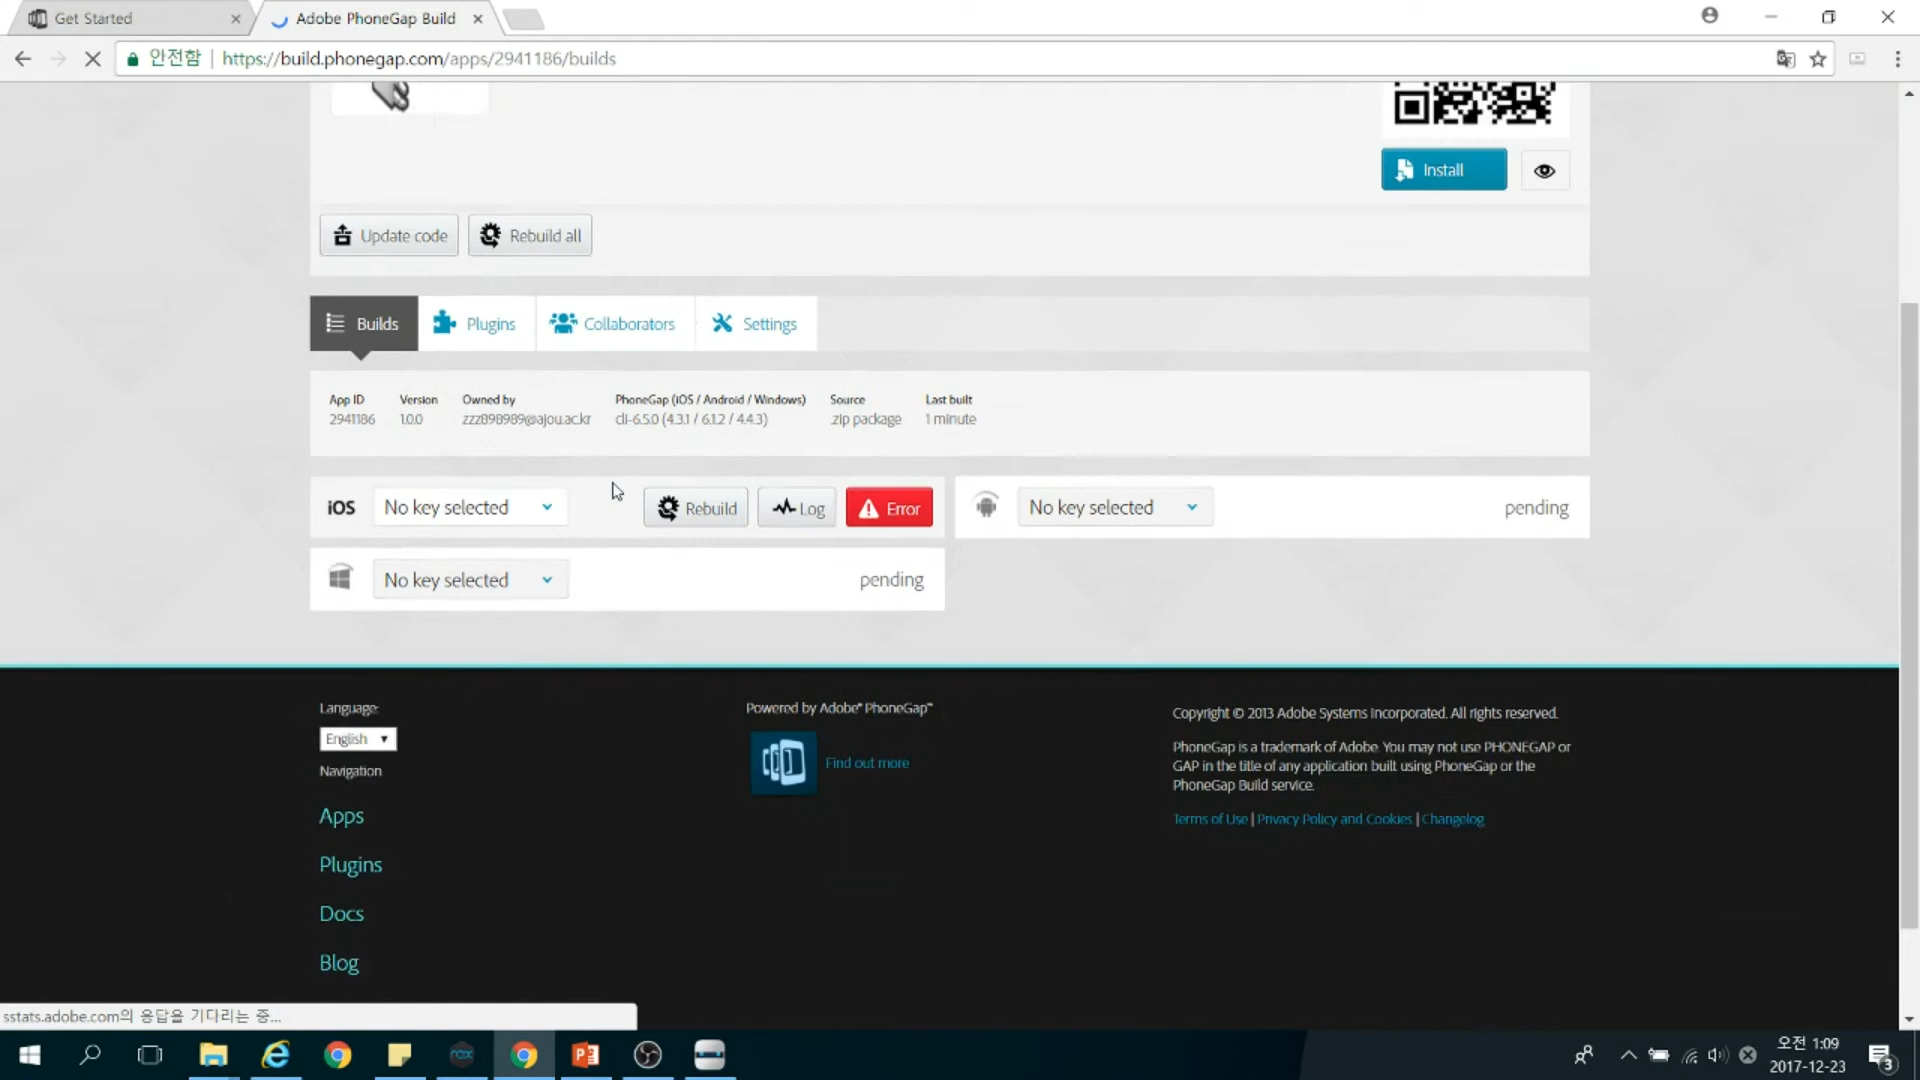 Get Started
Adobe PhoneGap Build
안전함 | https://build.phonegap.com/apps/2941186/builds
Install
Update code
Rebuild all
Builds
Plugins
Collaborators
Settings
App ID
Version
Owned by
PhoneGap (iOS / Android / Windows)
Source
Last built
2941186
1.0.0
zzz898989@ajou.ac.kr
cli-6.5.0 (4.3.1 / 6.1.2 / 4.4.3)
.zip package
1 minute
iOS
No key selected
Rebuild
Log
Error
No key selected
pending
No key selected
pending
Language:
English
Navigation
Apps
Plugins
Docs
Blog
Powered by Adobe® PhoneGap™
Find out more
Copyright © 2013 Adobe Systems Incorporated. All rights reserved.
PhoneGap is a trademark of Adobe. You may not use PHONEGAP or
GAP in the title of any application built using PhoneGap or the
PhoneGap Build service.
Terms of Use | Privacy Policy and Cookies | Changelog
sstats.adobe.com의 응답을 기다리는 중...
nox
오전 1:09
2017-12-23
3